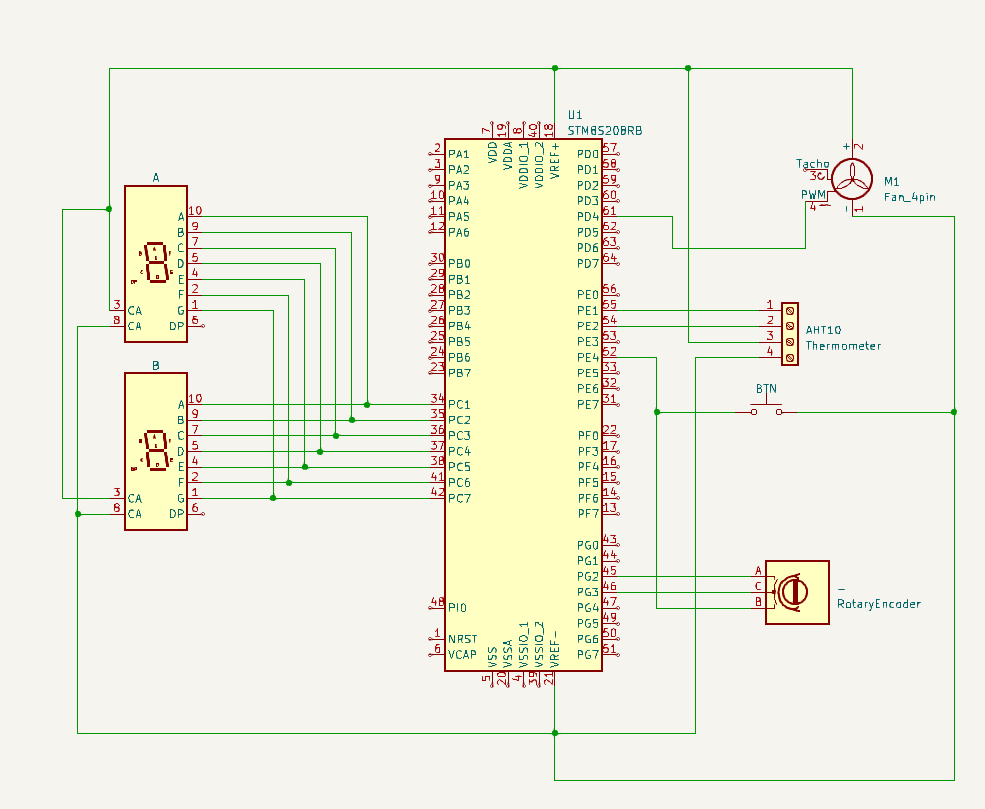 U1
STM8S208RB
7 VDD
19 VDDA
8 VDDIO_1
40 VDDIO_2
18 VREF+
2 PA1
3 PA2
9 PA3
10 PA4
11 PA5
12 PA6
30 PB0
29 PB1
28 PB2
27 PB3
26 PB4
25 PB5
24 PB6
23 PB7
34 PC1
35 PC2
36 PC3
37 PC4
38 PC5
41 PC6
42 PC7
48 PI0
1 NRST
6 VCAP
PD0 57
PD1 58
PD2 59
PD3 60
PD4 61
PD5 62
PD6 63
PD7 64
PE0 56
PE1 55
PE2 54
PE3 53
PE4 52
PE5 33
PE6 32
PE7 31
PF0 22
PF3 17
PF4 16
PF5 15
PF6 14
PF7 13
PG0 43
PG1 44
PG2 45
PG3 46
PG4 47
PG5 49
PG6 50
PG7 51
VSS 5
VSSA 20
VSSIO_1 4
VSSIO_2 39
VREF- 21
A
A 10
B 9
C 7
D 5
E 4
F 2
G 1
DP 6
3 CA
8 CA
B
A 10
B 9
C 7
D 5
E 4
F 2
G 1
DP 6
3 CA
8 CA
+ 2
Tacho
3
PWM
4
- 1
M1
Fan_4pin
1
2
3
4
AHT10
Thermometer
BTN
A
C
B
-
RotaryEncoder